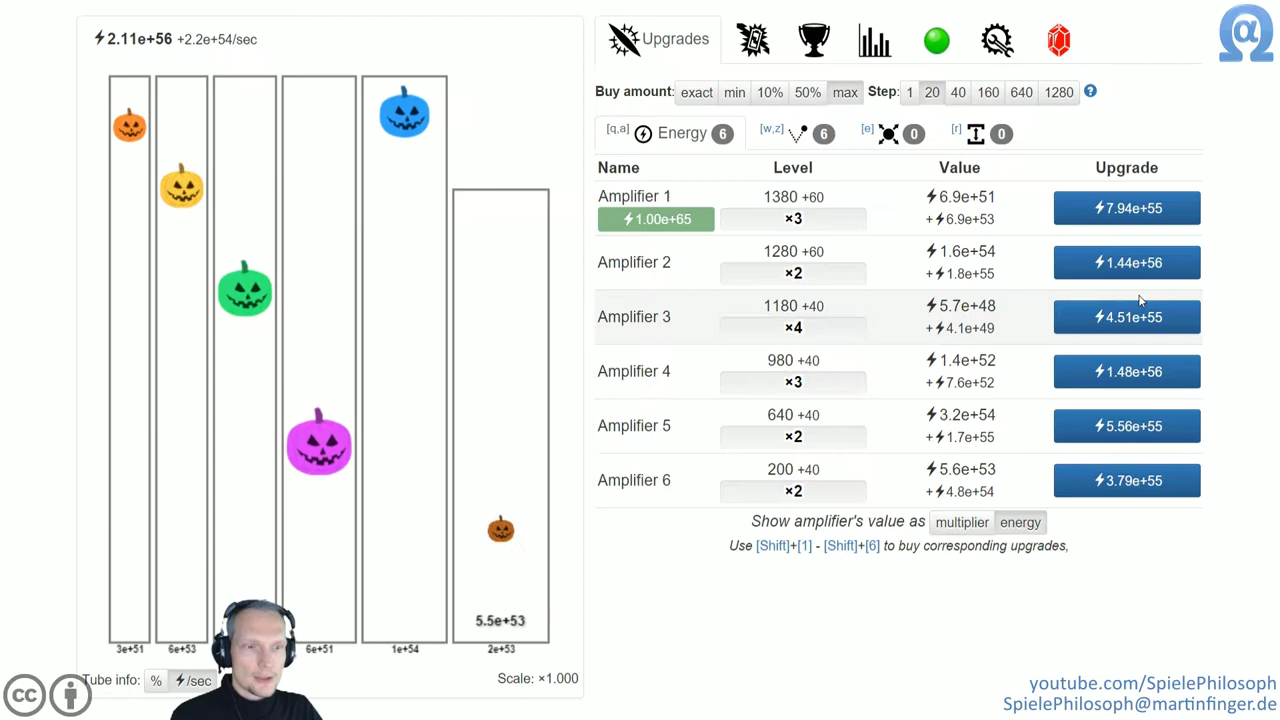 2.11e+56 +2.2e+54/sec
5.5e+53
3e+51 6e+53 6e+51 1e+54 2e+53
Tube info: % /sec Scale: ×1.000
Upgrades
α
Ω
Buy amount: exact min 10% 50% max Step: 1 20 40 160 640 1280 ?
[q,a] Energy 6 [w,z] 6 [e] 0 [r] 0
Name Level Value Upgrade
Amplifier 1 1380 +60 6.9e+51 7.94e+55
1.00e+65 ×3 +6.9e+53
Amplifier 2 1280 +60 1.6e+54 1.44e+56
×2 +1.8e+55
Amplifier 3 1180 +40 5.7e+48 4.51e+55
×4 +4.1e+49
Amplifier 4 980 +40 1.4e+52 1.48e+56
×3 +7.6e+52
Amplifier 5 640 +40 3.2e+54 5.56e+55
×2 +1.7e+55
Amplifier 6 200 +40 5.6e+53 3.79e+55
×2 +4.8e+54
Show amplifier's value as multiplier energy
Use [Shift]+[1] - [Shift]+[6] to buy corresponding upgrades,
cc
youtube.com/SpielePhilosoph
SpielePhilosoph@martinfinger.de